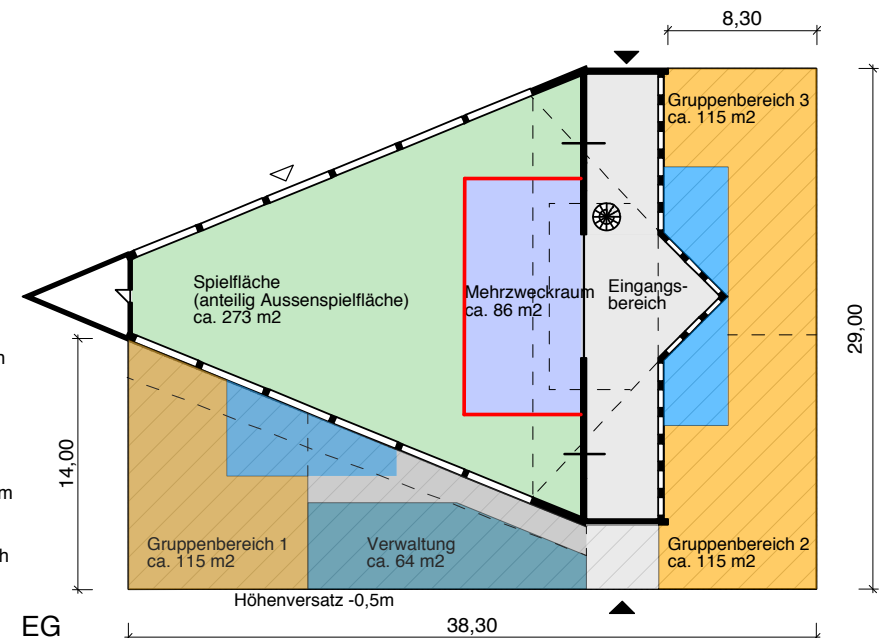 8,30
Gruppenbereich 3
ca. 115 m2
Spielfläche
(anteilig Aussenspielfläche)
ca. 273 m2
Mehrzweckraum
ca. 86 m2
Eingangs-
bereich
29,00
14,00
h
m
h
Gruppenbereich 1
ca. 115 m2
Verwaltung
ca. 64 m2
Gruppenbereich 2
ca. 115 m2
Höhenversatz -0,5m
EG
38,30